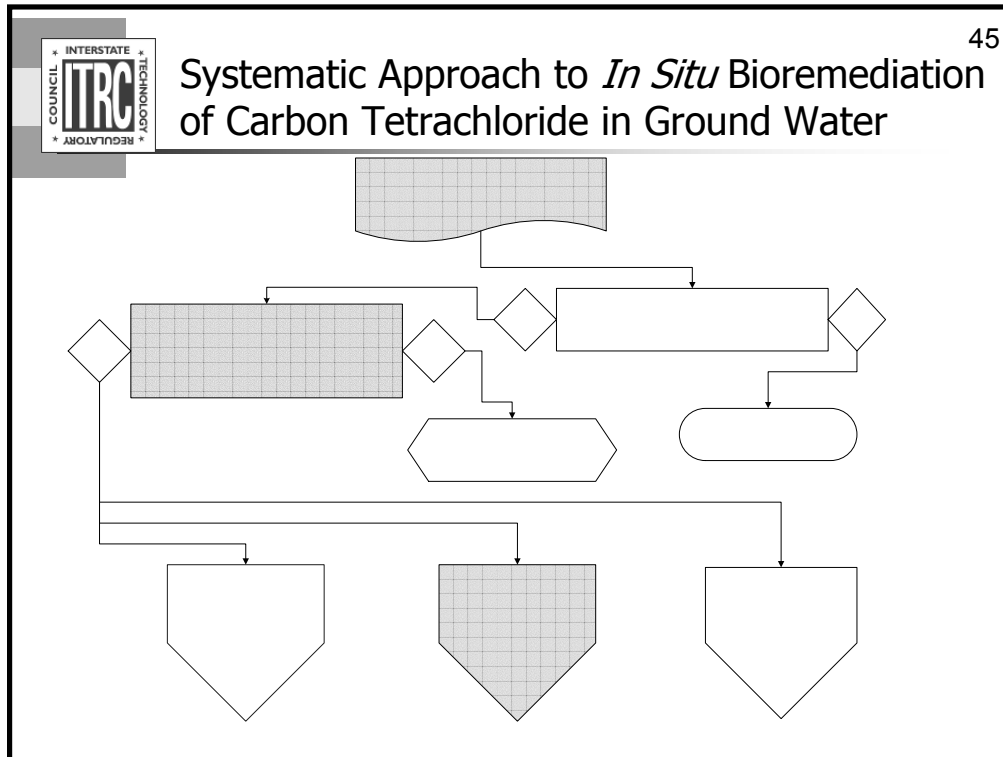 45
INTERSTATE
COUNCIL
ITRC
TECHNOLOGY
REGULATORY
Systematic Approach to In Situ Bioremediation
of Carbon Tetrachloride in Ground Water